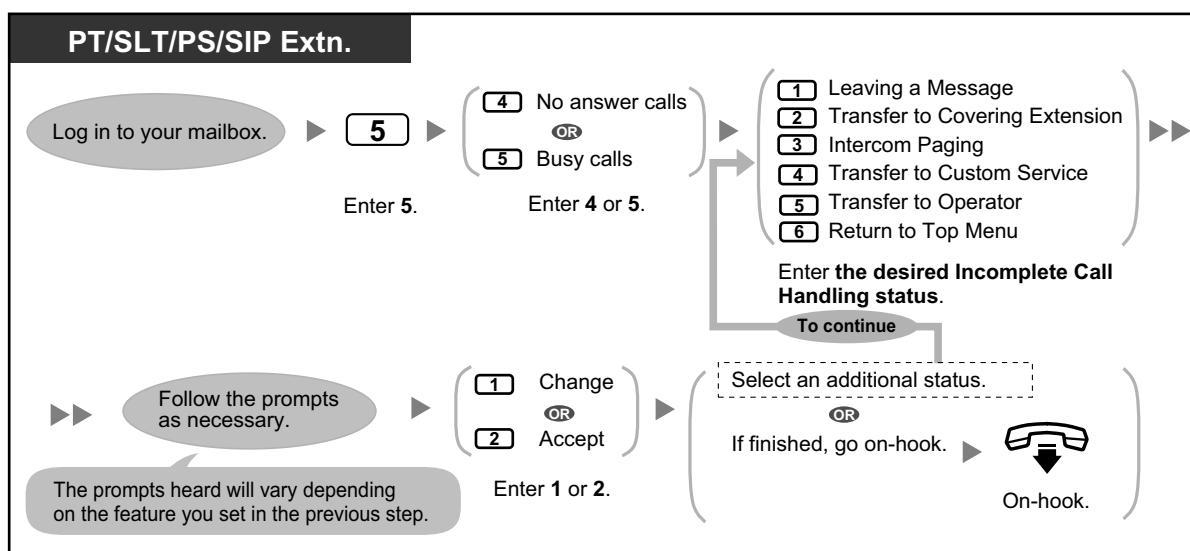 PT/SLT/PS/SIP Extn.
Log in to your mailbox.
5
Enter 5.
4 No answer calls
OR
5 Busy calls
Enter 4 or 5.
1 Leaving a Message
2 Transfer to Covering Extension
3 Intercom Paging
4 Transfer to Custom Service
5 Transfer to Operator
6 Return to Top Menu
Enter the desired Incomplete Call
Handling status.
To continue
Follow the prompts
as necessary.
The prompts heard will vary depending
on the feature you set in the previous step.
1 Change
OR
2 Accept
Enter 1 or 2.
Select an additional status.
OR
If finished, go on-hook.
On-hook.